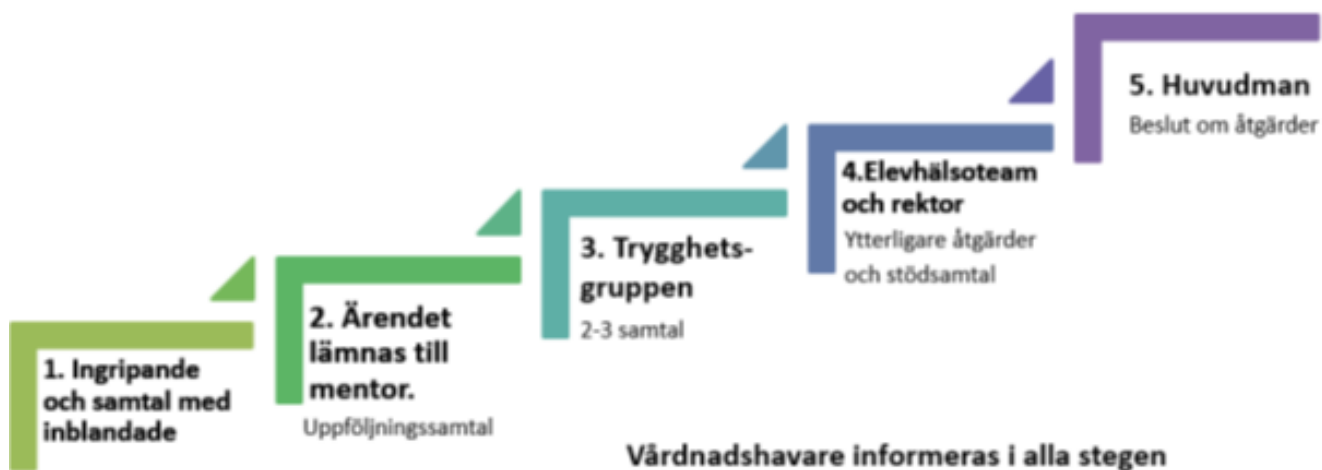 1. Ingripande
och samtal med
inblandade
2. Ärendet
lämnas till
mentor.
Uppföljningssamtal
3. Trygghets-
gruppen
2-3 samtal
4.Elevhälsoteam
och rektor
Ytterligare åtgärder
och stödsamtal
5. Huvudman
Beslut om åtgärder
Vårdnadshavare informeras i alla stegen